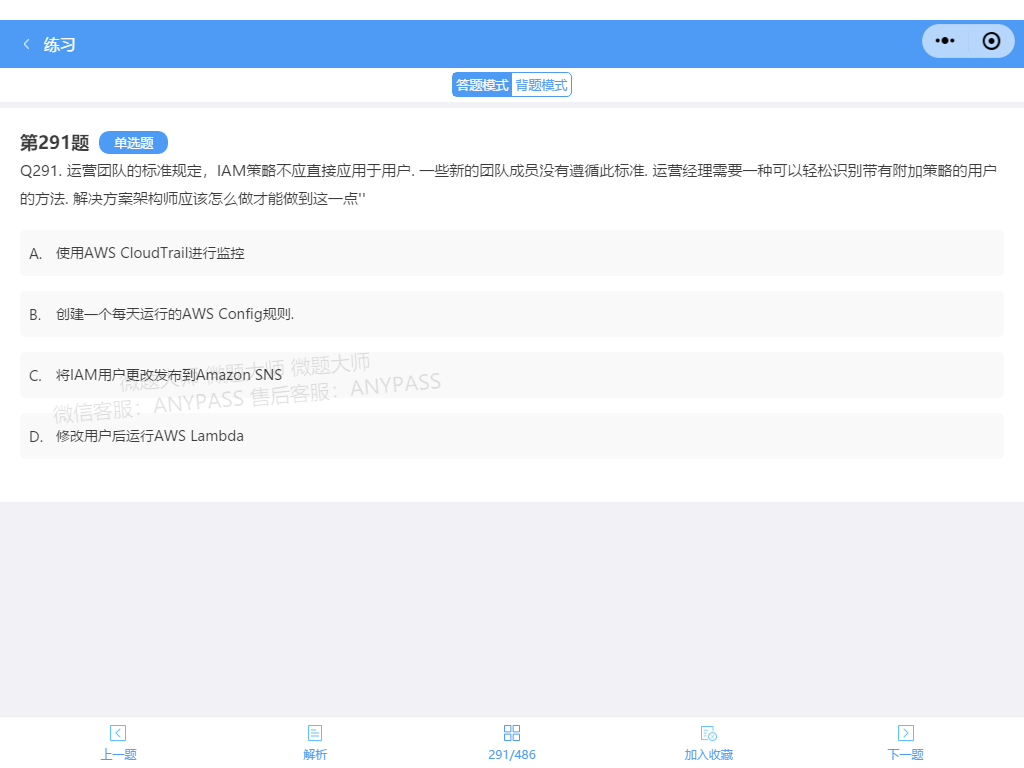 练习
答题模式 背题模式
第291题 单选题
Q291. 运营团队的标准规定，IAM策略不应直接应用于用户. 一些新的团队成员没有遵循此标准. 运营经理需要一种可以轻松识别带有附加策略的用户
的方法. 解决方案架构师应该怎么做才能做到这一点''
A. 使用AWS CloudTrail进行监控
B. 创建一个每天运行的AWS Config规则.
C. 将IAM用户更改发布到Amazon SNS
微题大师 微题大师 微题大师
微信客服：ANYPASS 售后客服：ANYPASS
D. 修改用户后运行AWS Lambda
上一题 解析 291/486 加入收藏 下一题